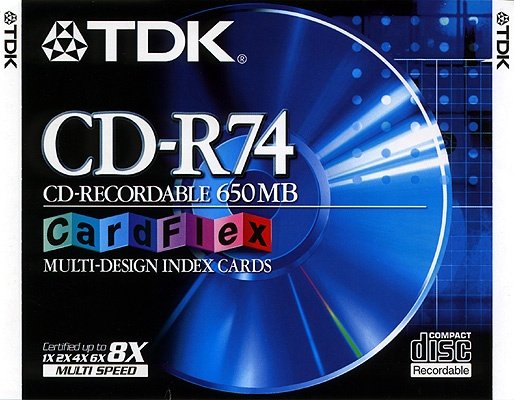 TDK®
CD-R74
CD-RECORDABLE 650MB
CardFlex
MULTI-DESIGN INDEX CARDS
Certified up to
1X 2X 4X 6X 8X
MULTI SPEED
COMPACT
disc
Recordable
TDK
TDK